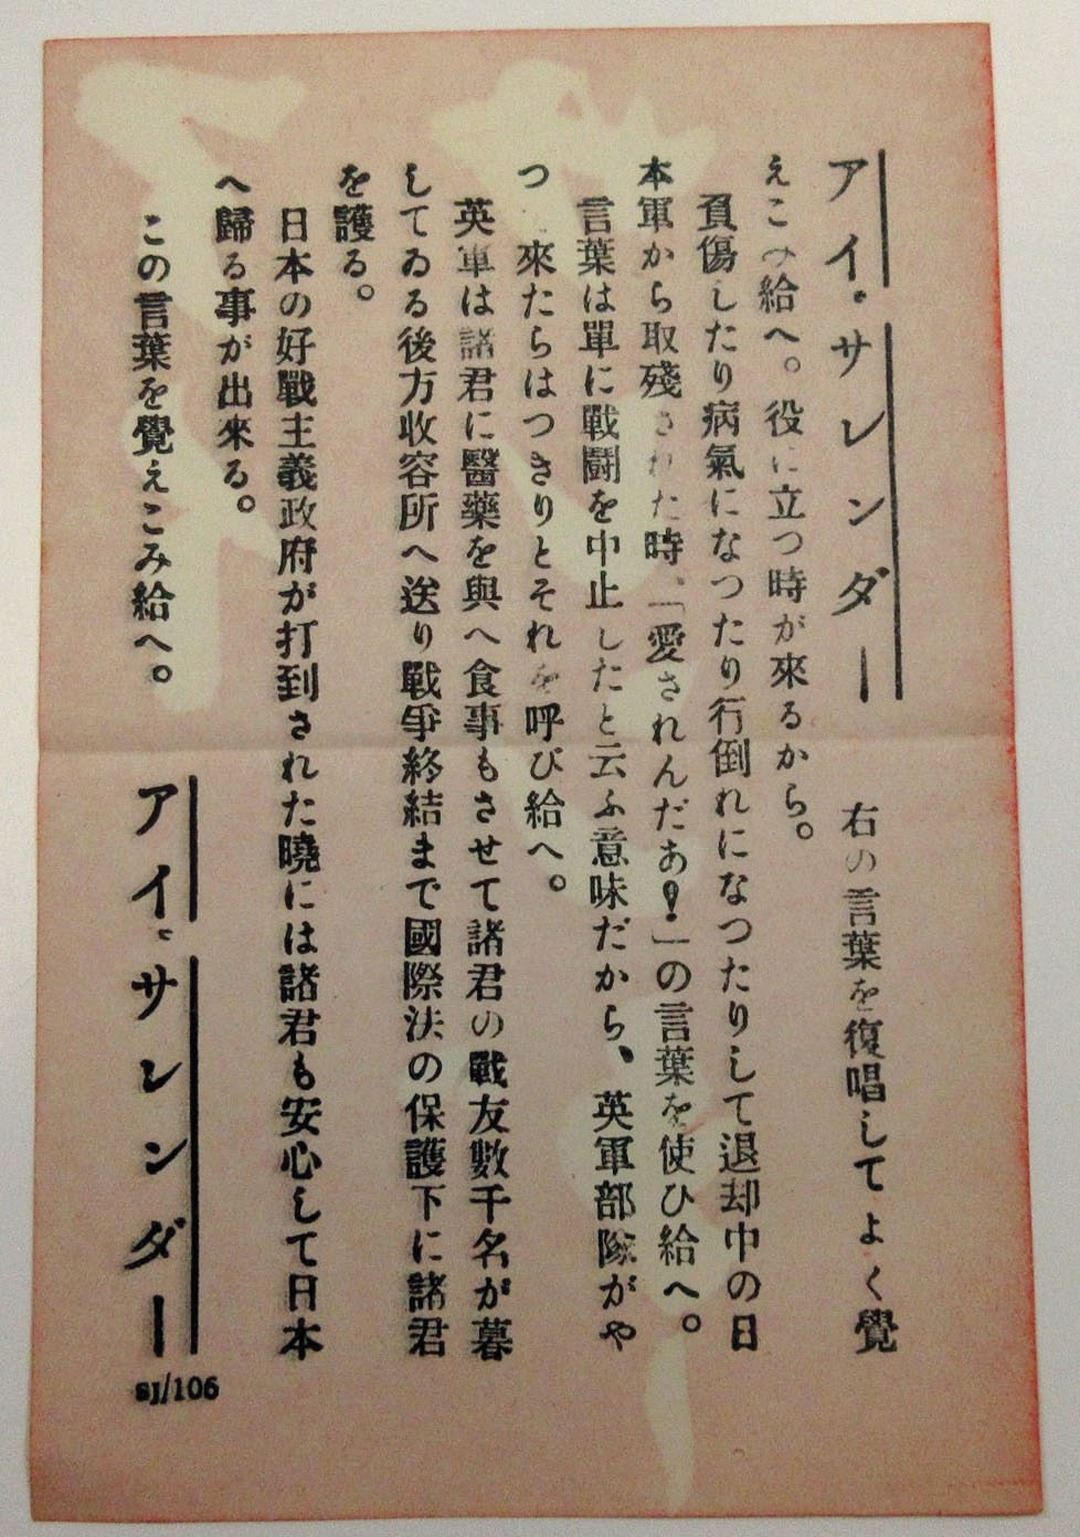 アイ・サレンダー 右の言葉を復唱してよく覺
えこみ給へ。役に立つ時が來るから。
負傷したり病氣になつたり行倒れになつたりして退却中の日
本軍から取殘された時、「愛されんだあ！」の言葉を使ひ給へ。
言葉は單に戰鬪を中止したと云ふ意味だから、英軍部隊がや
つ 來たらはつきりとそれを呼び給へ。
英軍は諸君に醫藥を與へ食事もさせて諸君の戰友數千名が暮
してゐる後方收容所へ送り戰爭終結まで國際法の保護下に諸君
を護る。
日本の好戰主義政府が打到された曉には諸君も安心して日本
へ歸る事が出來る。
この言葉を覺えこみ給へ。 アイ・サレンダー
SJ/106